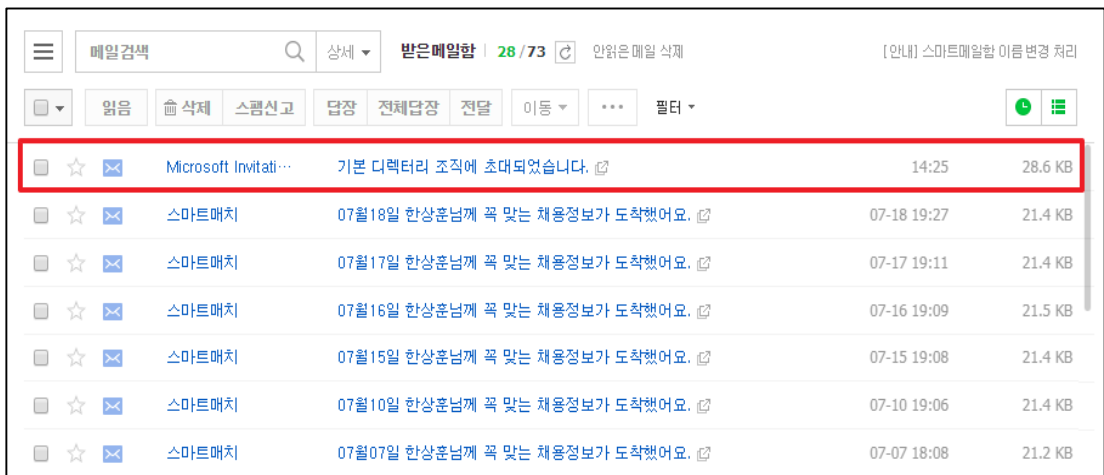 메일검색 상세 받은메일함 28/73 안읽은메일 삭제 [안내] 스마트메일함 이름변경 처리
읽음 삭제 스팸신고 답장 전체답장 전달 이동 ··· 필터
Microsoft Invitati··· 기본 디렉터리 조직에 초대되었습니다. 14:25 28.6 KB
스마트매치 07월18일 한상훈님께 꼭 맞는 채용정보가 도착했어요. 07-18 19:27 21.4 KB
스마트매치 07월17일 한상훈님께 꼭 맞는 채용정보가 도착했어요. 07-17 19:11 21.4 KB
스마트매치 07월16일 한상훈님께 꼭 맞는 채용정보가 도착했어요. 07-16 19:09 21.5 KB
스마트매치 07월15일 한상훈님께 꼭 맞는 채용정보가 도착했어요. 07-15 19:08 21.4 KB
스마트매치 07월10일 한상훈님께 꼭 맞는 채용정보가 도착했어요. 07-10 19:06 21.4 KB
스마트매치 07월07일 한상훈님께 꼭 맞는 채용정보가 도착했어요. 07-07 18:08 21.2 KB